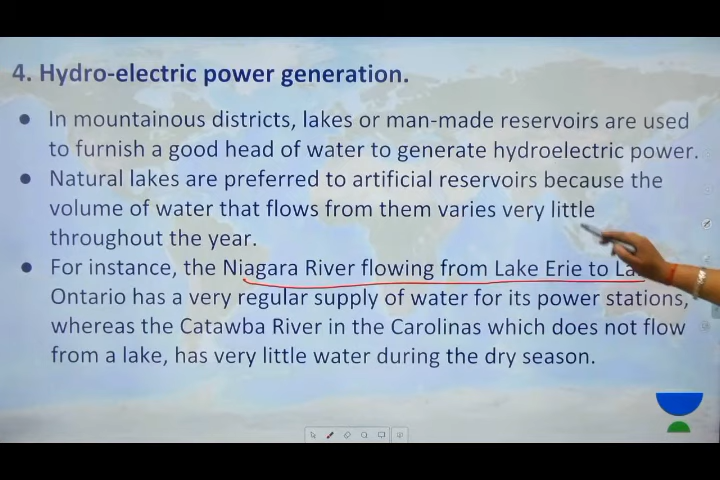 4. Hydro-electric power generation.
● In mountainous districts, lakes or man-made reservoirs are used
to furnish a good head of water to generate hydroelectric power.
● Natural lakes are preferred to artificial reservoirs because the
volume of water that flows from them varies very little
throughout the year.
● For instance, the Niagara River flowing from Lake Erie to La
Ontario has a very regular supply of water for its power stations,
whereas the Catawba River in the Carolinas which does not flow
from a lake, has very little water during the dry season.